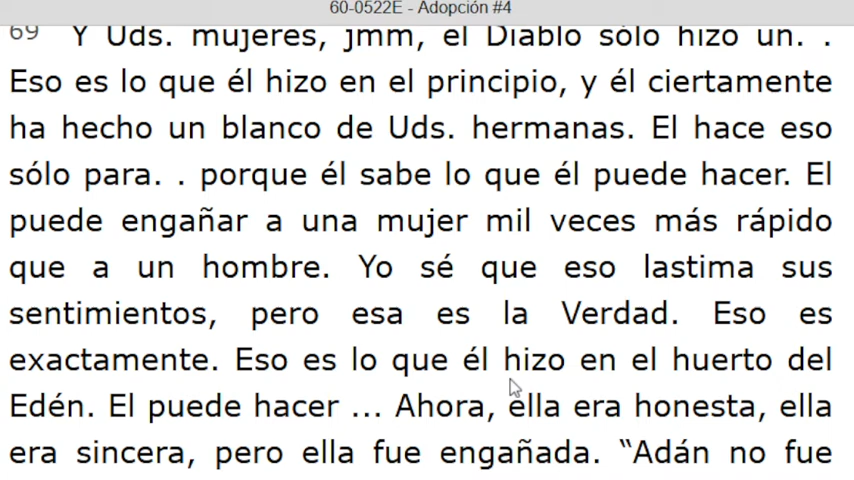 60-0522E - Adopción #4
69 Y Uds. mujeres, jmm, el Diablo sólo hizo un. .
Eso es lo que él hizo en el principio, y él ciertamente
ha hecho un blanco de Uds. hermanas. El hace eso
sólo para. . porque él sabe lo que él puede hacer. El
puede engañar a una mujer mil veces más rápido
que a un hombre. Yo sé que eso lastima sus
sentimientos, pero esa es la Verdad. Eso es
exactamente. Eso es lo que él hizo en el huerto del
Edén. El puede hacer ... Ahora, ella era honesta, ella
era sincera, pero ella fue engañada. “Adán no fue